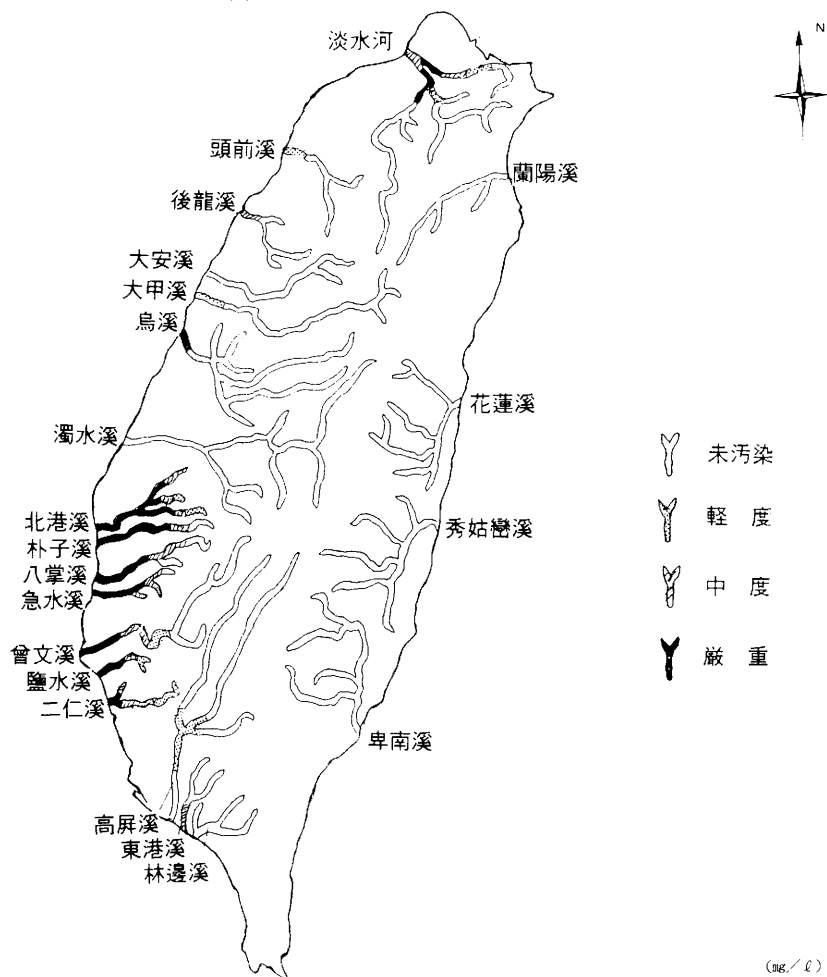 N
淡水河
頭前溪
蘭陽溪
後龍溪
大安溪
大甲溪
烏溪
花蓮溪
濁水溪
未汚染
北港溪
秀姑巒溪
軽 度
朴子溪
八掌溪
中 度
急水溪
曾文溪
厳 重
鹽水溪
二仁溪
卑南溪
高屏溪
東港溪
林邊溪
(mg/ℓ)